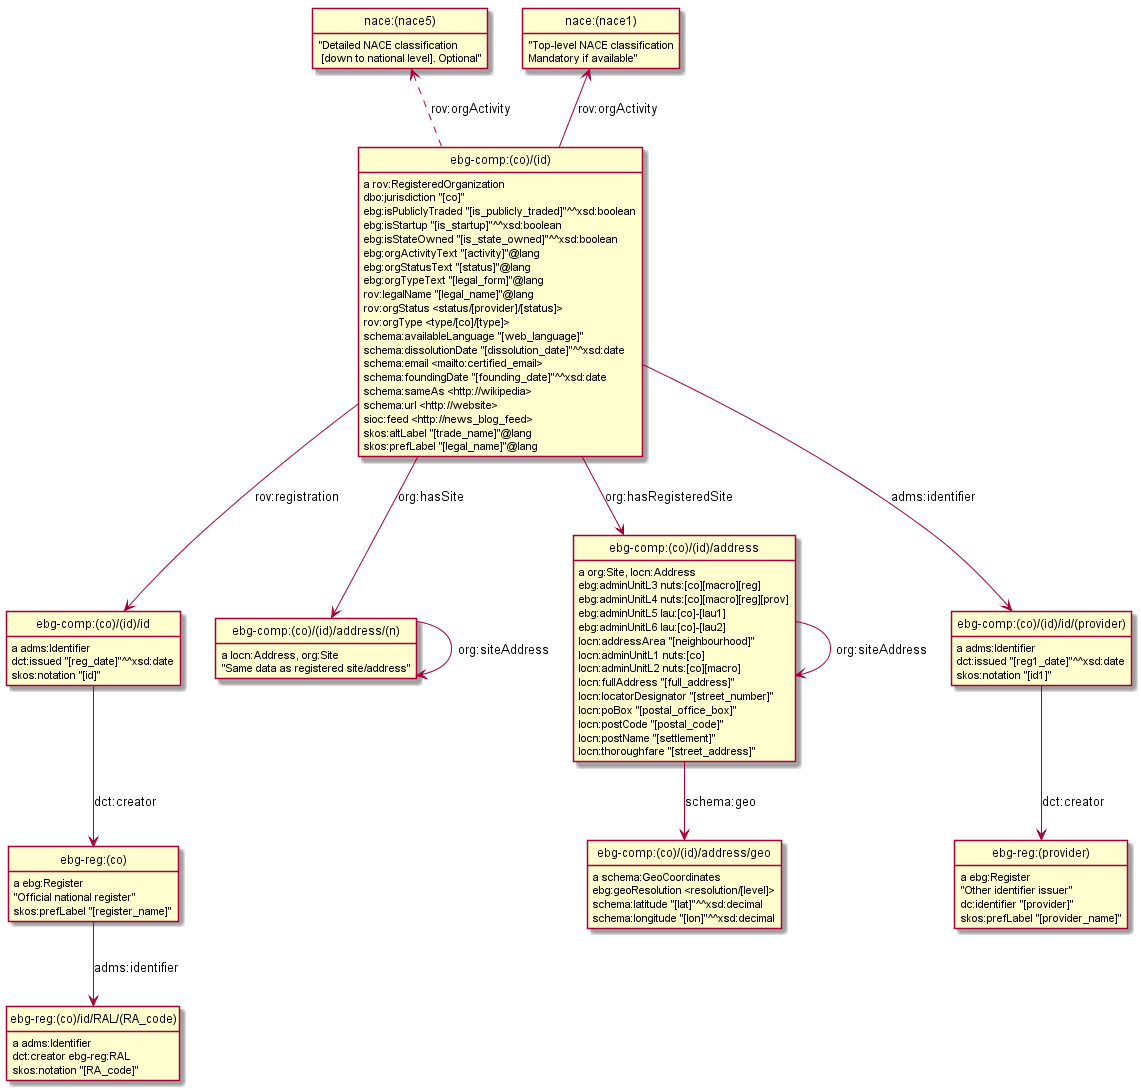 nace:(nace5)
"Detailed NACE classification
[down to national level]. Optional"
nace:(nace1)
"Top-level NACE classification
Mandatory if available"
rov:orgActivity
rov:orgActivity
ebg-comp:(co)/(id)
a rov:RegisteredOrganization
dbo:jurisdiction "[co]"
ebg:isPubliclyTraded "[is_publicly_traded]"^^xsd:boolean
ebg:isStartup "[is_startup]"^^xsd:boolean
ebg:isStateOwned "[is_state_owned]"^^xsd:boolean
ebg:orgActivityText "[activity]"@lang
ebg:orgStatusText "[status]"@lang
ebg:orgTypeText "[legal_form]"@lang
rov:legalName "[legal_name]"@lang
rov:orgStatus <status/[provider]/[status]>
rov:orgType <type/[co]/[type]>
schema:availableLanguage "[web_language]"
schema:dissolutionDate "[dissolution_date]"^^xsd:date
schema:email <mailto:certified_email>
schema:foundingDate "[founding_date]"^^xsd:date
schema:sameAs <http://wikipedia>
schema:url <http://website>
sioc:feed <http://news_blog_feed>
skos:altLabel "[trade_name]"@lang
skos:prefLabel "[legal_name]"@lang
rov:registration
org:hasSite
org:hasRegisteredSite
adms:identifier
ebg-comp:(co)/(id)/id
a adms:Identifier
dct:issued "[reg_date]"^^xsd:date
skos:notation "[id]"
ebg-comp:(co)/(id)/address/(n)
a locn:Address, org:Site
"Same data as registered site/address"
org:siteAddress
ebg-comp:(co)/(id)/address
a org:Site, locn:Address
ebg:adminUnitL3 nuts:[co][macro][reg]
ebg:adminUnitL4 nuts:[co][macro][reg][prov]
ebg:adminUnitL5 lau:[co]-[lau1]
ebg:adminUnitL6 lau:[co]-[lau2]
locn:addressArea "[neighbourhood]"
locn:adminUnitL1 nuts:[co]
locn:adminUnitL2 nuts:[co][macro]
locn:fullAddress "[full_address]"
locn:locatorDesignator "[street_number]"
locn:poBox "[postal_office_box]"
locn:postCode "[postal_code]"
locn:postName "[settlement]"
locn:thoroughfare "[street_address]"
org:siteAddress
ebg-comp:(co)/(id)/id/(provider)
a adms:Identifier
dct:issued "[reg1_date]"^^xsd:date
skos:notation "[id1]"
dct:creator
schema:geo
dct:creator
ebg-reg:(co)
a ebg:Register
"Official national register"
skos:prefLabel "[register_name]"
ebg-comp:(co)/(id)/address/geo
a schema:GeoCoordinates
ebg:geoResolution <resolution/[level]>
schema:latitude "[lat]"^^xsd:decimal
schema:longitude "[lon]"^^xsd:decimal
ebg-reg:(provider)
a ebg:Register
"Other identifier issuer"
dc:identifier "[provider]"
skos:prefLabel "[provider_name]"
adms:identifier
ebg-reg:(co)/id/RAL/(RA_code)
a adms:Identifier
dct:creator ebg-reg:RAL
skos:notation "[RA_code]"